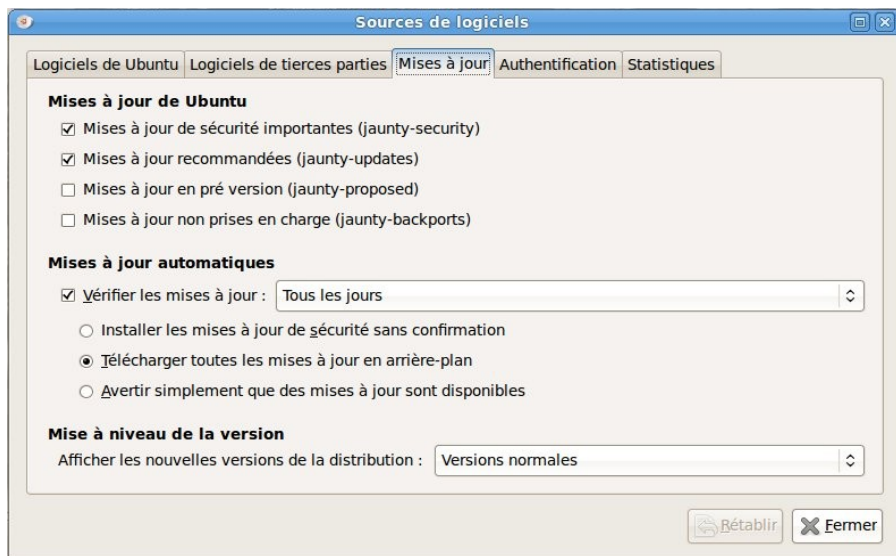 Sources de logiciels
Logiciels de Ubuntu Logiciels de tierces parties Mises à jour Authentification Statistiques
Mises à jour de Ubuntu
Mises à jour de sécurité importantes (jaunty-security)
Mises à jour recommandées (jaunty-updates)
Mises à jour en pré version (jaunty-proposed)
Mises à jour non prises en charge (jaunty-backports)
Mises à jour automatiques
Vérifier les mises à jour : Tous les jours
Installer les mises à jour de sécurité sans confirmation
Télécharger toutes les mises à jour en arrière-plan
Avertir simplement que des mises à jour sont disponibles
Mise à niveau de la version
Afficher les nouvelles versions de la distribution : Versions normales
Rétablir Fermer